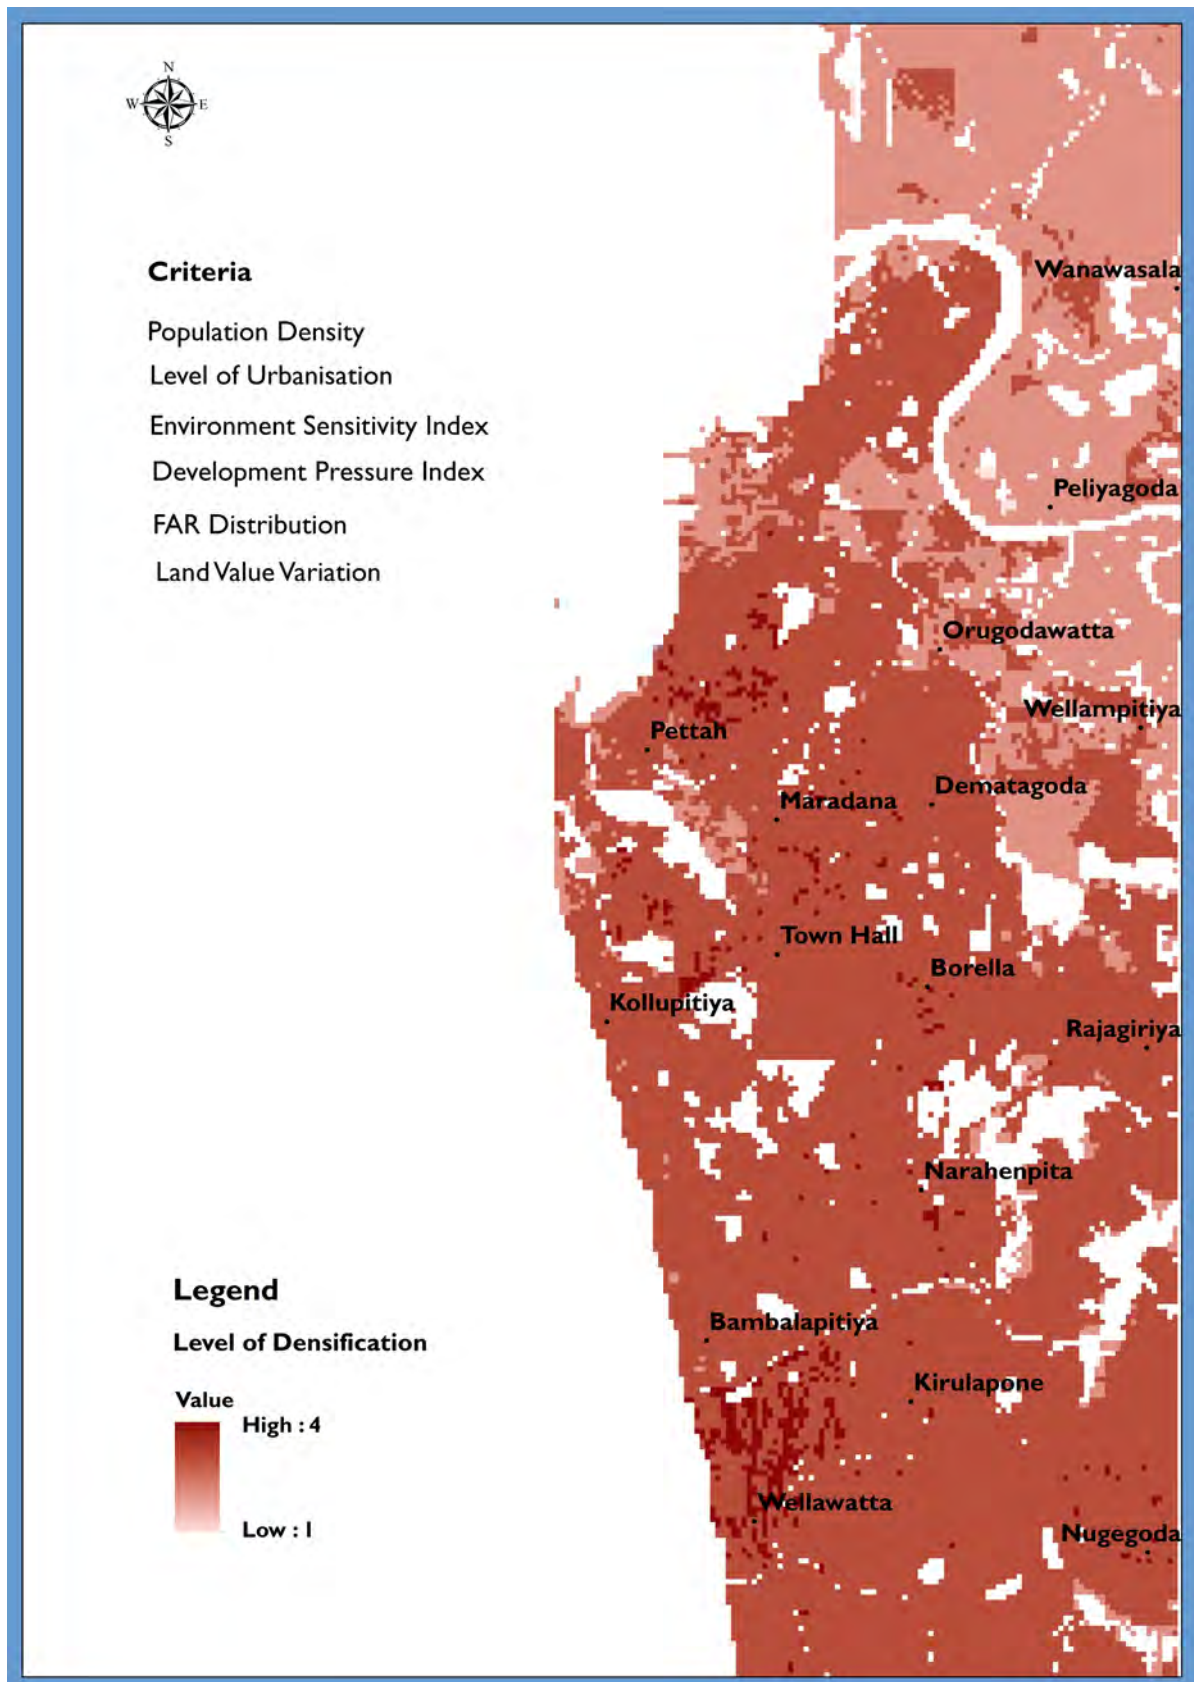 N
W E
S
Criteria
Population Density
Level of Urbanisation
Environment Sensitivity Index
Development Pressure Index
FAR Distribution
Land Value Variation
Wanawasala
Peliyagoda
Orugodawatta
Wellampitiya
Pettah
Dematagoda
Maradana
Town Hall
Borella
Kollupitiya
Rajagiriya
Narahenpita
Bambalapitiya
Kirulapone
Wellawatta
Nugegoda
Legend
Level of Densification
Value
High : 4
Low : 1